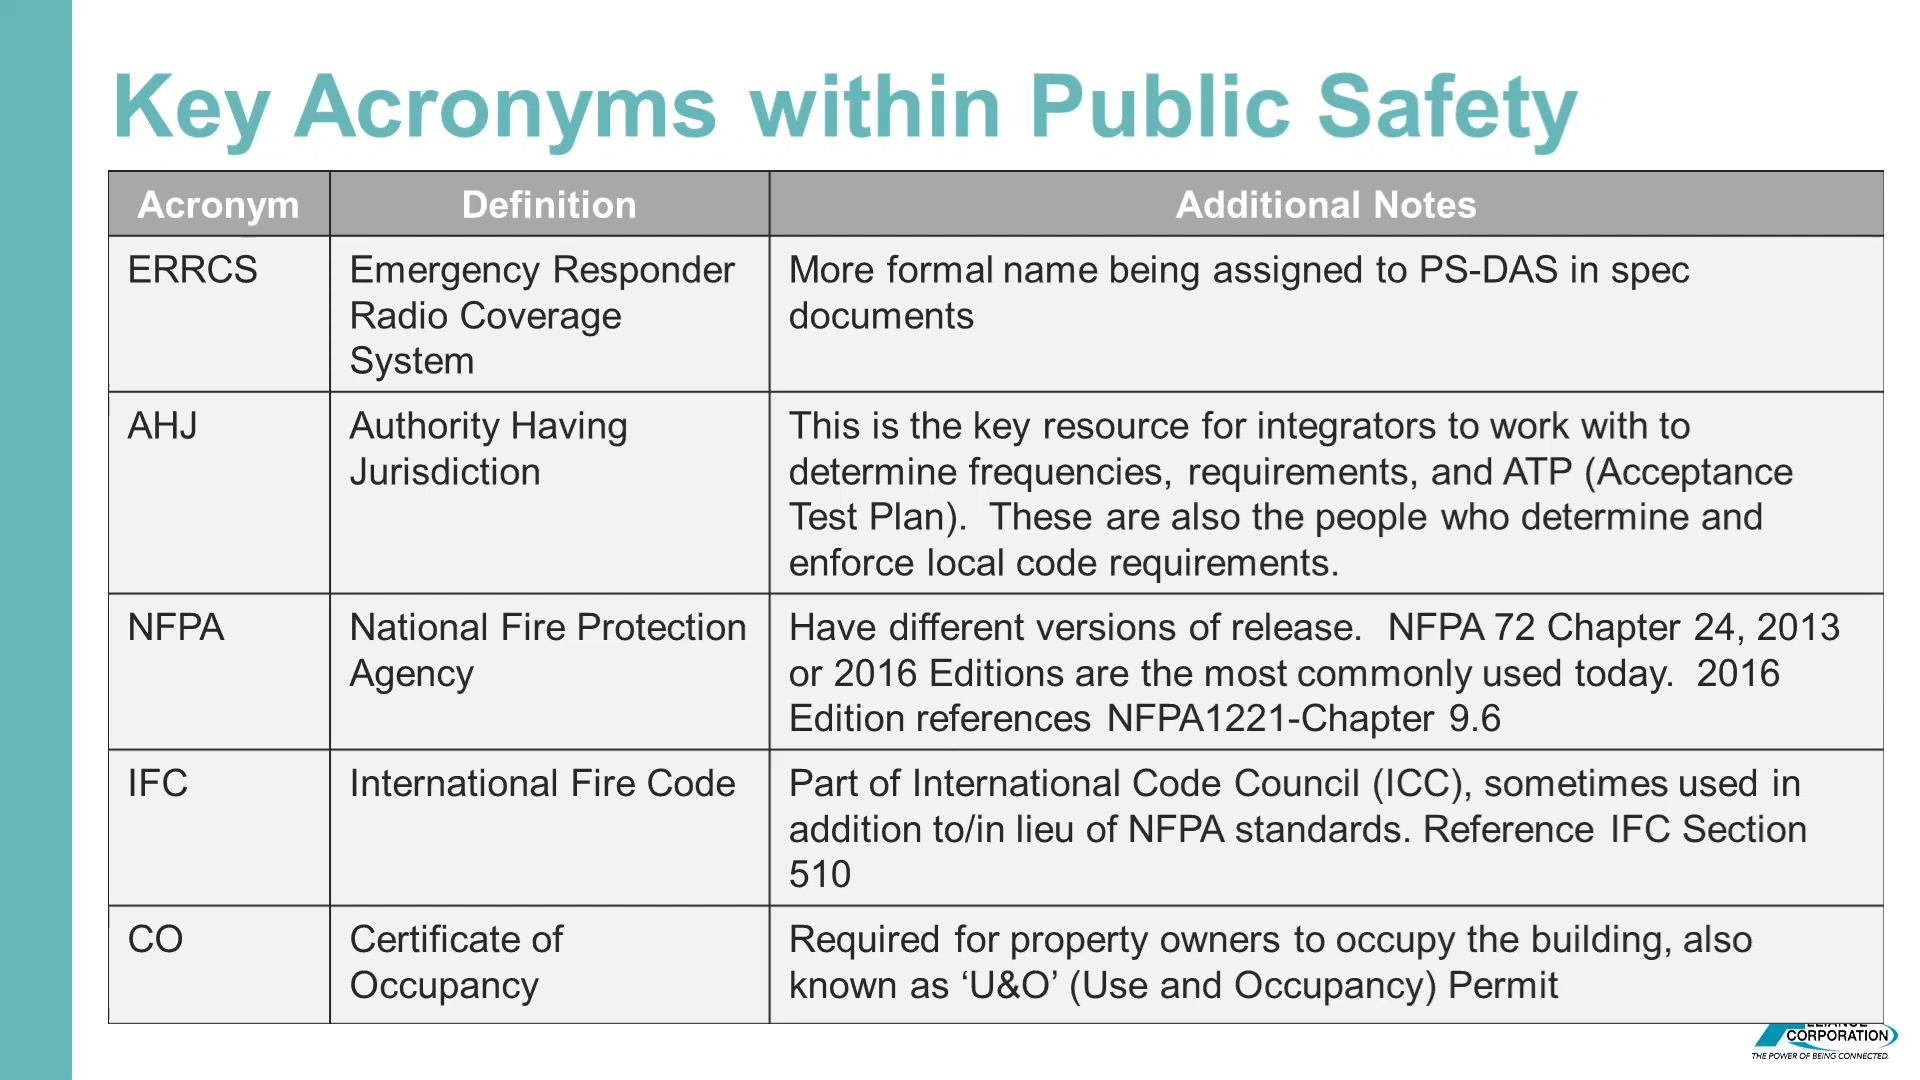 Key Acronyms within Public Safety
Acronym
Definition
Additional Notes
ERRCS
Emergency Responder
Radio Coverage
System
More formal name being assigned to PS-DAS in spec
documents
AHJ
Authority Having
Jurisdiction
This is the key resource for integrators to work with to
determine frequencies, requirements, and ATP (Acceptance
Test Plan).  These are also the people who determine and
enforce local code requirements.
NFPA
National Fire Protection
Agency
Have different versions of release.  NFPA 72 Chapter 24, 2013
or 2016 Editions are the most commonly used today.  2016
Edition references NFPA1221-Chapter 9.6
IFC
International Fire Code
Part of International Code Council (ICC), sometimes used in
addition to/in lieu of NFPA standards. Reference IFC Section
510
CO
Certificate of
Occupancy
Required for property owners to occupy the building, also
known as ‘U&O’ (Use and Occupancy) Permit
CORPORATION
THE POWER OF BEING CONNECTED.